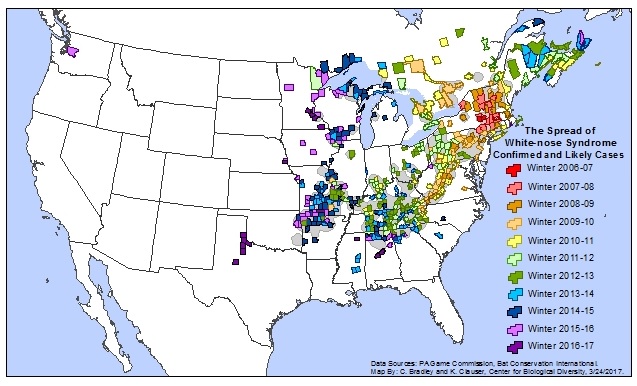 The Spread of
White-nose Syndrome
Confirmed and Likely Cases
Winter 2006-07
Winter 2007-08
Winter 2008-09
Winter 2009-10
Winter 2010-11
Winter 2011-12
Winter 2012-13
Winter 2013-14
Winter 2014-15
Winter 2015-16
Winter 2016-17
Data Sources: PA Game Commission, Bat Conservation International.
Map By: C. Bradley and K. Clauser, Center for Biological Diversity, 3/24/2017.